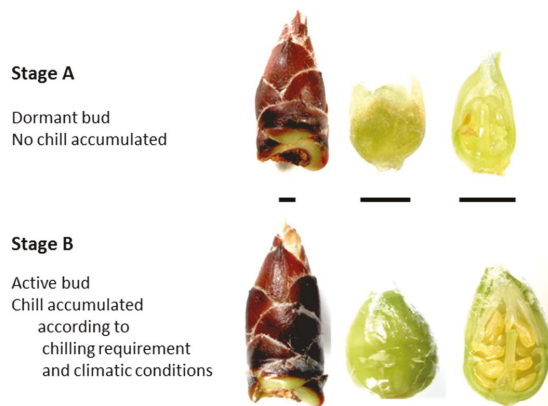 Stage A
Dormant bud
No chill accumulated
Stage B
Active bud
Chill accumulated
according to
chilling requirement
and climatic conditions